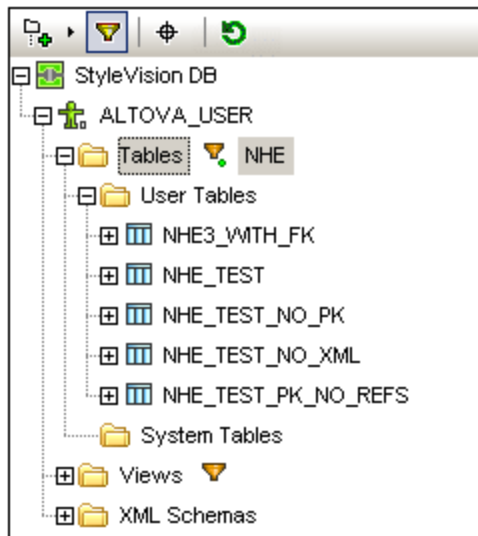 StyleVision DB
ALTOVA_USER
Tables NHE
User Tables
NHE3_WITH_FK
NHE_TEST
NHE_TEST_NO_PK
NHE_TEST_NO_XML
NHE_TEST_PK_NO_REFS
System Tables
Views
XML Schemas